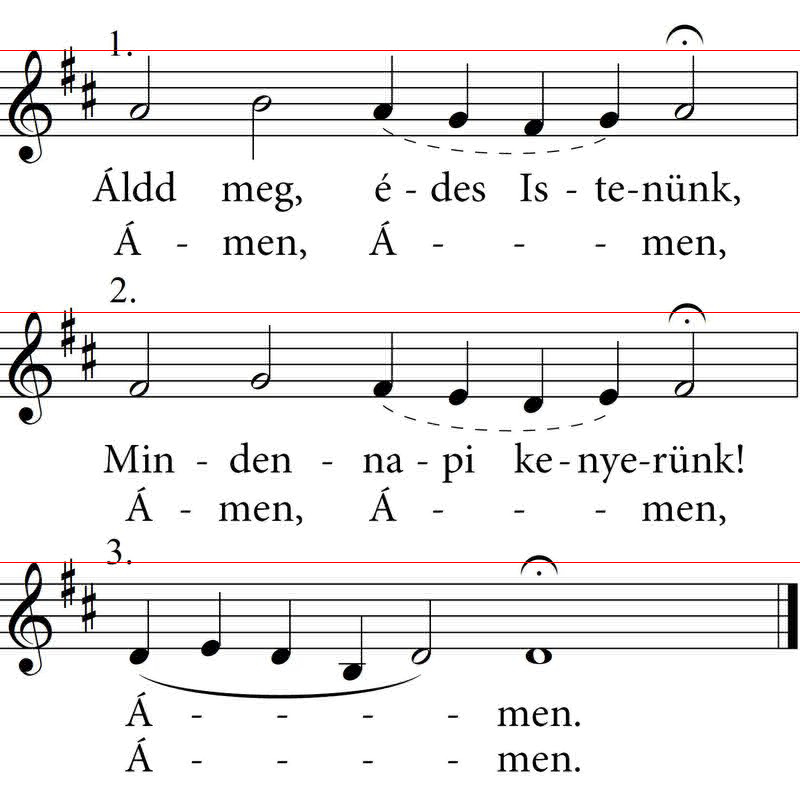 1.
Áldd meg, é - des Is - te-nünk,
Á - men, Á - - - men,
2.
Min - den - na - pi ke - nye-rünk!
Á - men, Á - - - men,
3.
Á - - - - men.
Á - - - - men.